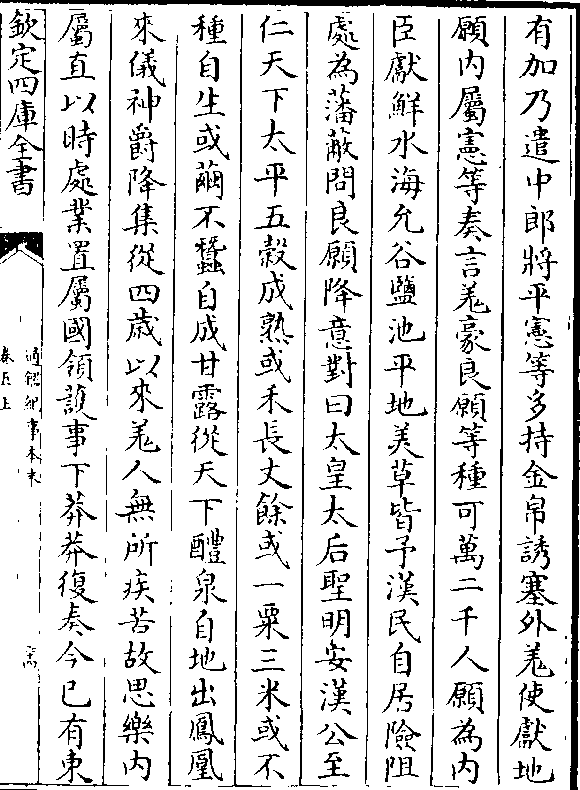 有加乃遣中郎將平憲等多持金帛誘塞外羌使獻地
願内屬憲等奏言羌豪良願等種可萬二千人願為内
臣獻鮮水海允谷鹽池平地美草皆予漢民自居險阻
處為藩蔽問良願降意對曰太皇太后聖明安漢公至
仁天下太平五穀成熟或禾長丈餘或一粟三米或不
種自生或繭不蠶自成甘露從天下醴泉自地出鳳凰
來儀神爵降集從四歲以來羌人無所疾苦故思樂内
屬宜以時處業置屬國領護事下莽莽復奏今已有東
欽定四庫全書
通鑑紀事本末
卷五上